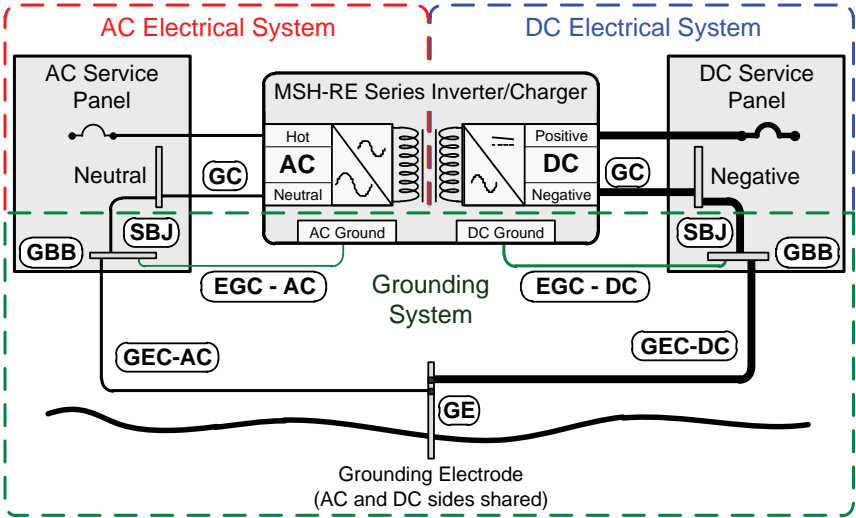 AC Electrical System
DC Electrical System
AC Service
Panel
MSH-RE Series Inverter/Charger
DC Service
Panel
Hot
AC
Neutral
Positive
DC
Negative
Neutral
GC
GC
Negative
AC Ground
DC Ground
SBJ
SBJ
GBB
GBB
EGC - AC
Grounding
System
EGC - DC
GEC-AC
GEC-DC
GE
Grounding Electrode
(AC and DC sides shared)